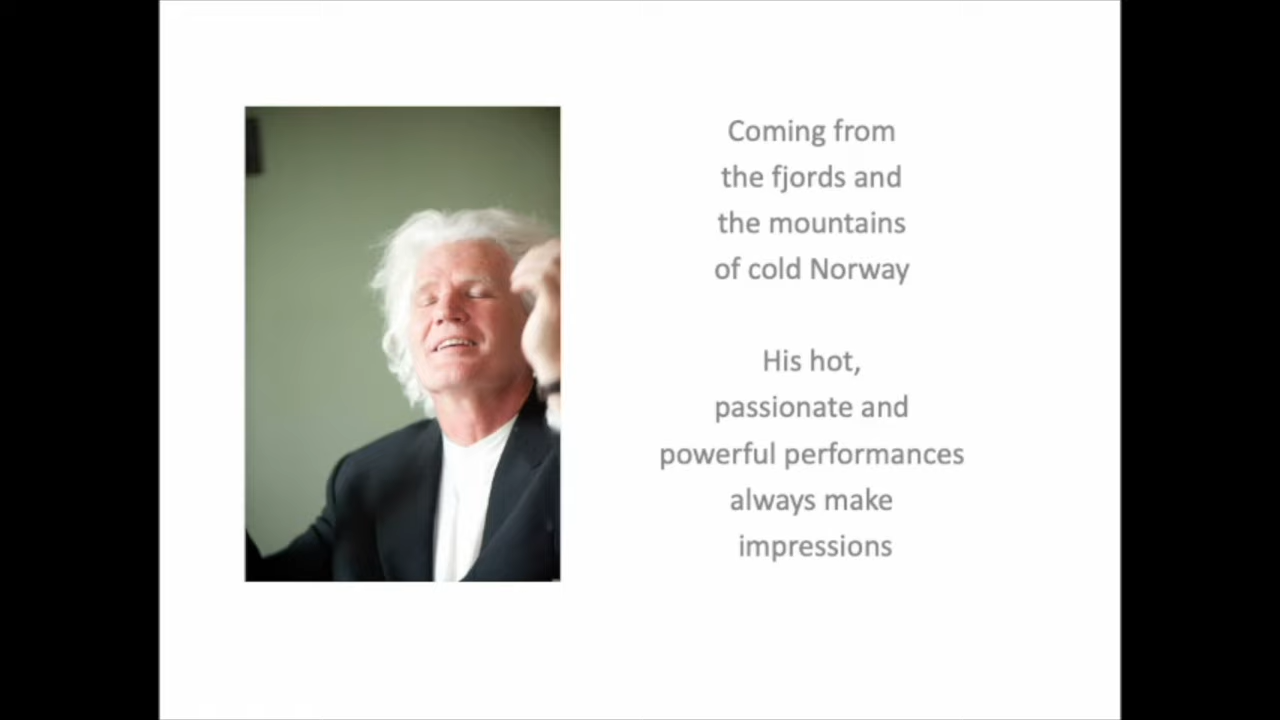 Coming from
the fjords and
the mountains
of cold Norway
His hot,
passionate and
powerful performances
always make
impressions